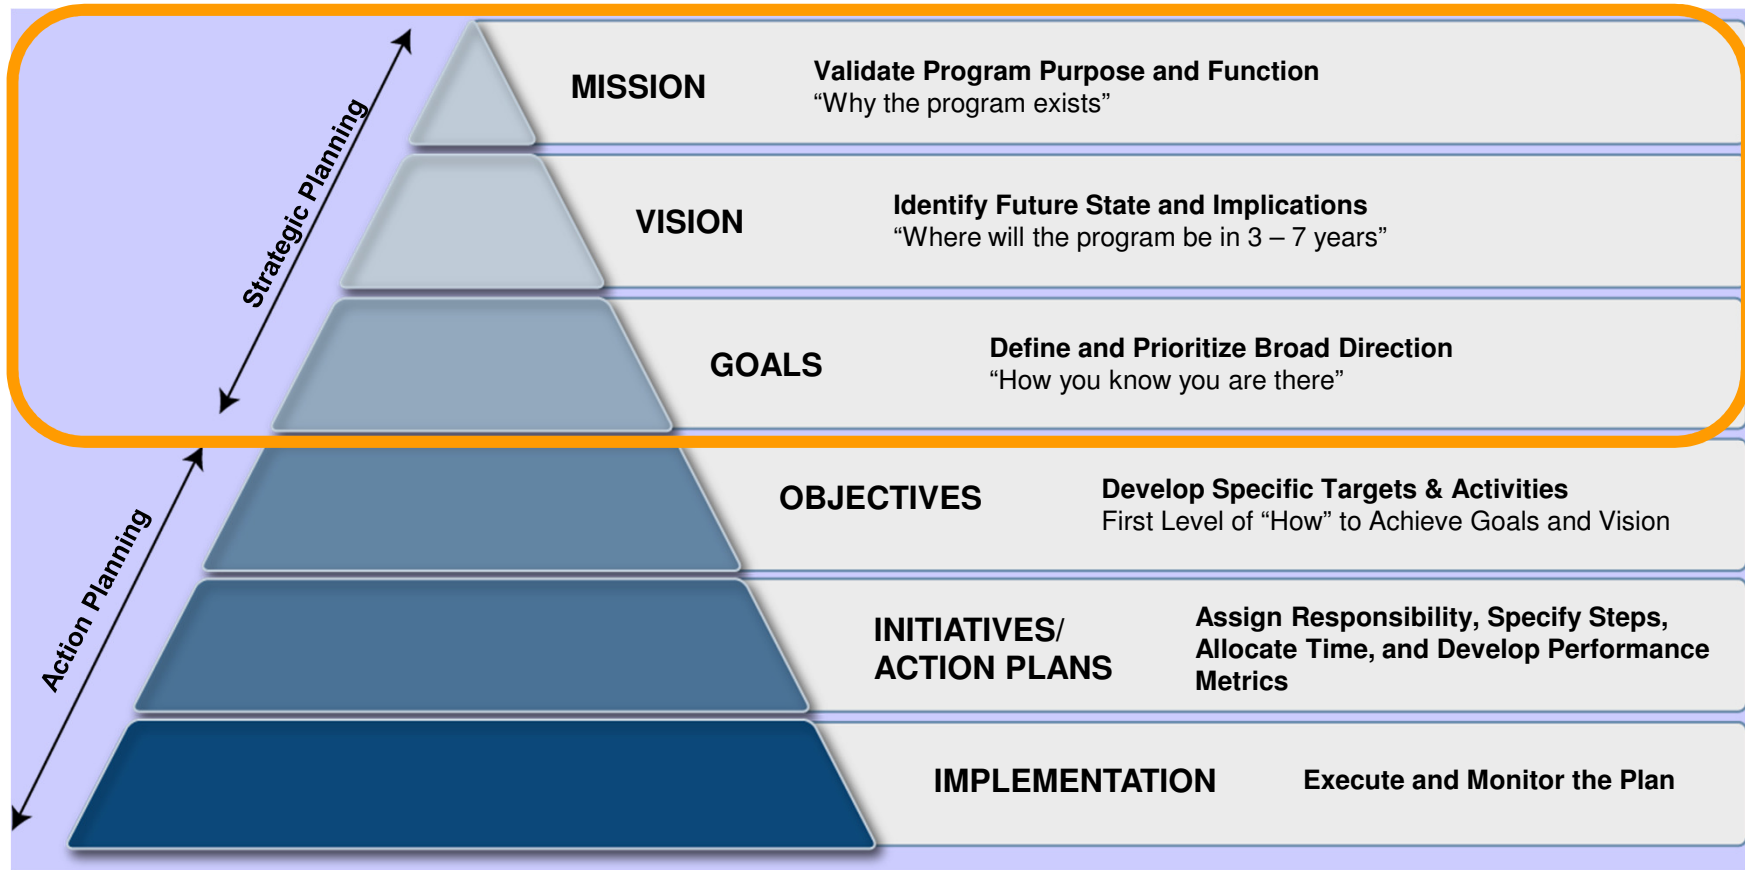 Strategic Planning
MISSION
Validate Program Purpose and Function
“Why the program exists”
VISION
Identify Future State and Implications
“Where will the program be in 3 – 7 years”
GOALS
Define and Prioritize Broad Direction
“How you know you are there”
Action Planning
OBJECTIVES
Develop Specific Targets & Activities
First Level of “How” to Achieve Goals and Vision
INITIATIVES/
ACTION PLANS
Assign Responsibility, Specify Steps,
Allocate Time, and Develop Performance
Metrics
IMPLEMENTATION
Execute and Monitor the Plan